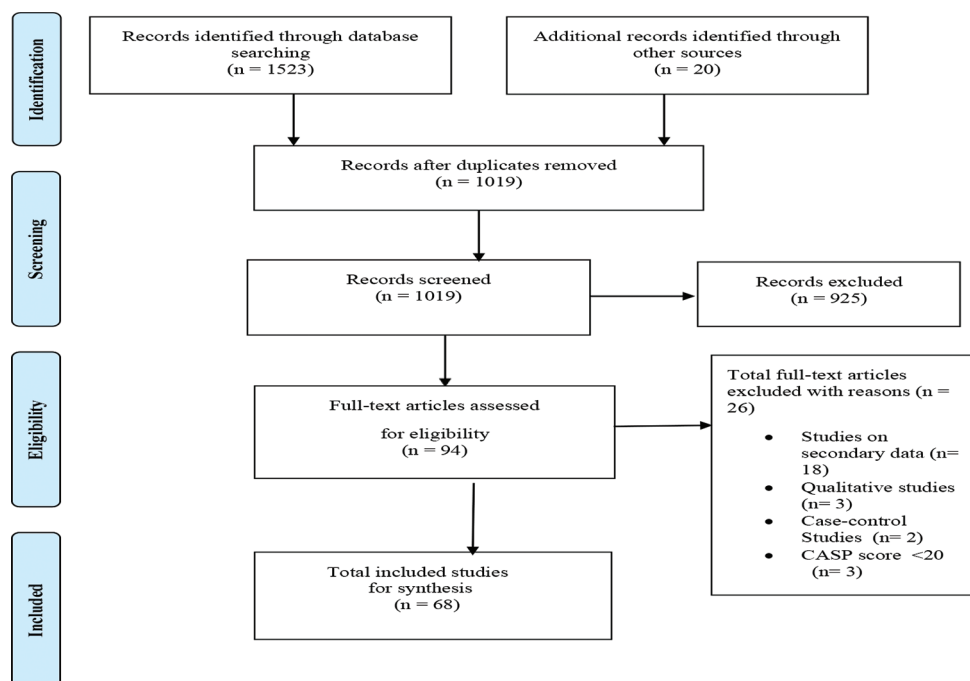 Identification
Records identified through database
searching
(n = 1523)
Additional records identified through
other sources
(n = 20)
Records after duplicates removed
(n = 1019)
Screening
Records screened
(n = 1019)
Records excluded
(n = 925)
Eligibility
Full-text articles assessed
for eligibility
(n = 94)
Total full-text articles
excluded with reasons (n =
26)
• Studies on
secondary data (n=
18)
• Qualitative studies
(n= 3)
• Case-control
Studies (n= 2)
• CASP score <20
(n= 3)
Included
Total included studies
for synthesis
(n = 68)